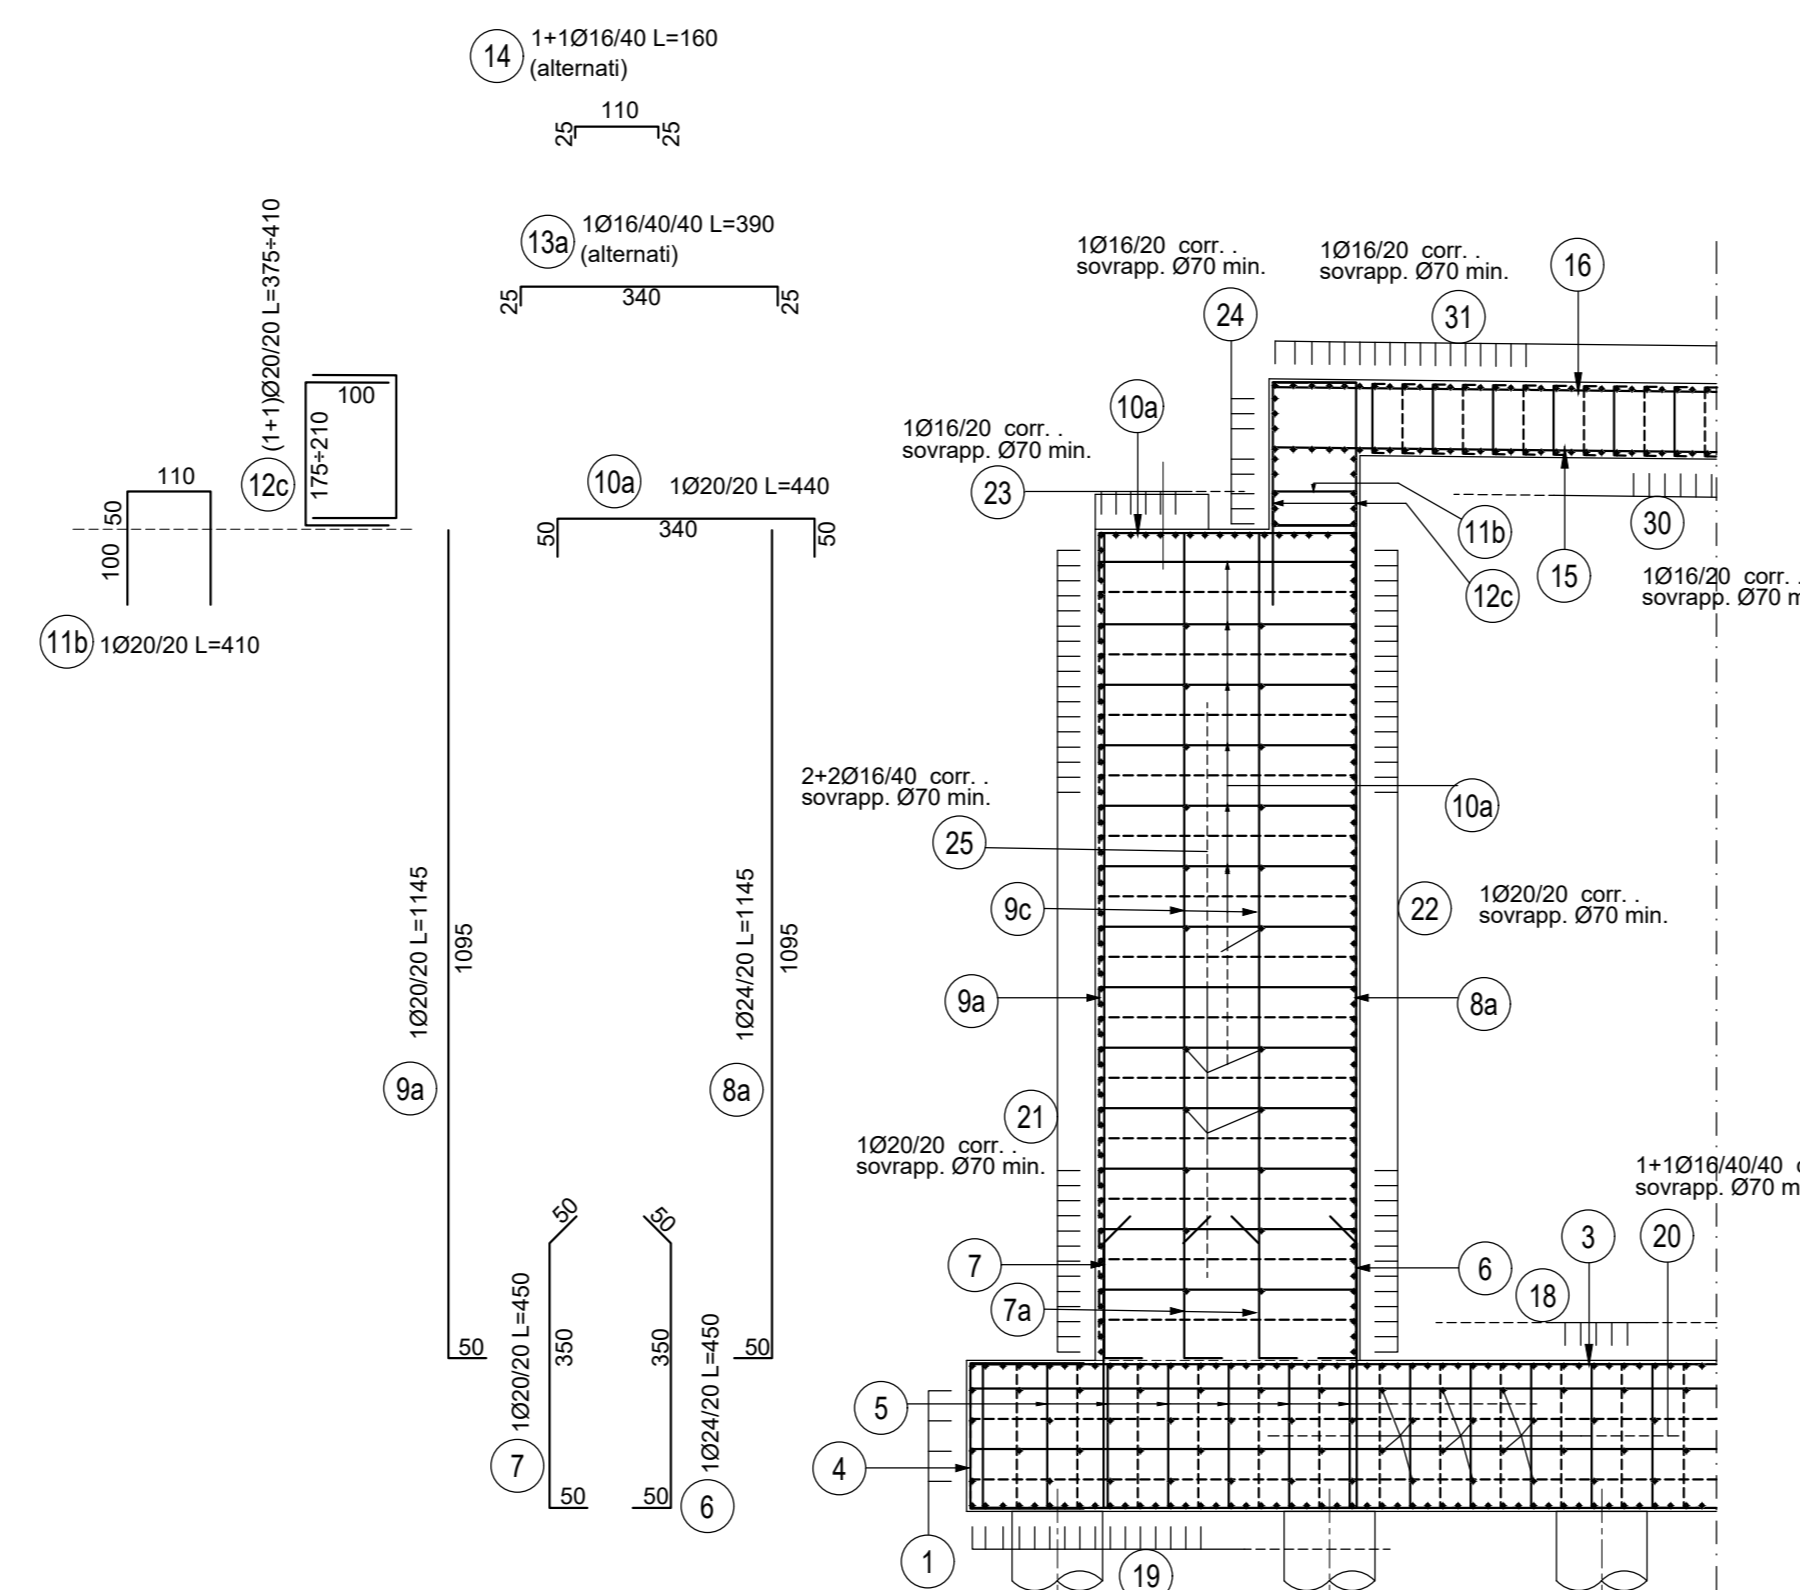 14
1+1Ø16/40 L=160
(alternati)
110
25
25
13a
1Ø16/40/40 L=390
(alternati)
25
340
25
12c
(1+1)Ø20/20 L=375÷410
100
175÷210
110
50
100
11b
1Ø20/20 L=410
10a
1Ø20/20 L=440
50
340
50
9a
1Ø20/20 L=1145
1095
50
8a
1Ø24/20 L=1145
1095
50
7
1Ø20/20 L=450
50
350
50
6
1Ø24/20 L=450
50
350
50
1Ø16/20 corr. .
sovrapp. Ø70 min.
24
1Ø16/20 corr. .
sovrapp. Ø70 min.
31
16
10a
1Ø16/20 corr. .
sovrapp. Ø70 min.
23
11b
12c
15
30
1Ø16/20 corr. .
sovrapp. Ø70
2+2Ø16/40 corr. .
sovrapp. Ø70 min.
25
10a
9c
22
1Ø20/20 corr. .
sovrapp. Ø70 min.
9a
8a
21
1Ø20/20 corr. .
sovrapp. Ø70 min.
1+1Ø16/40/40
sovrapp. Ø70
3
20
7
6
7a
18
5
4
1
19